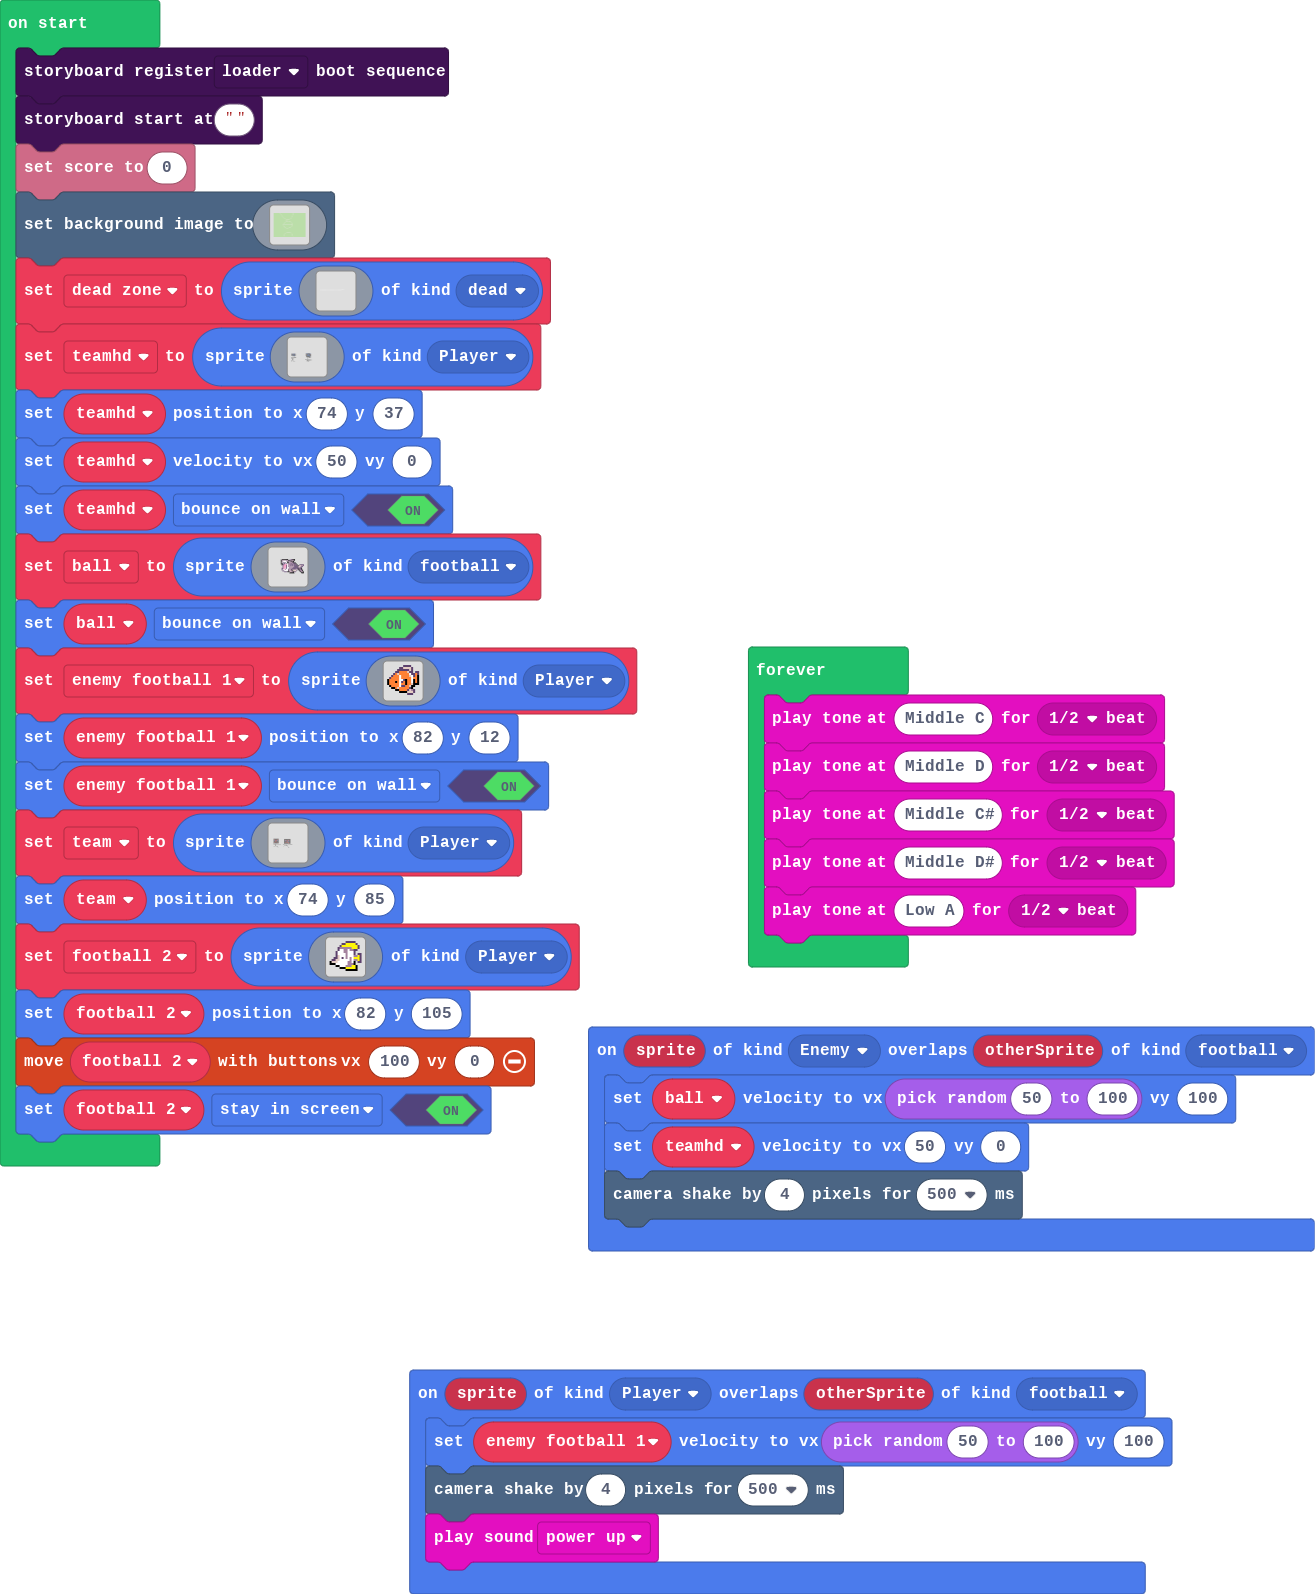 on start
storyboard register loader boot sequence
storyboard start at " "
set score to 0
set background image to
set dead zone to sprite of kind dead
set teamhd to sprite of kind Player
set teamhd position to x 74 y 37
set teamhd velocity to vx 50 vy 0
set teamhd bounce on wall ON
set ball to sprite of kind football
set ball bounce on wall ON
set enemy football 1 to sprite of kind Player
set enemy football 1 position to x 82 y 12
set enemy football 1 bounce on wall ON
set team to sprite of kind Player
set team position to x 74 y 85
set football 2 to sprite of kind Player
set football 2 position to x 82 y 105
move football 2 with buttons vx 100 vy 0
set football 2 stay in screen ON
forever
play tone at Middle C for 1/2 beat
play tone at Middle D for 1/2 beat
play tone at Middle C# for 1/2 beat
play tone at Middle D# for 1/2 beat
play tone at Low A for 1/2 beat
on sprite of kind Enemy overlaps otherSprite of kind football
set ball velocity to vx pick random 50 to 100 vy 100
set teamhd velocity to vx 50 vy 0
camera shake by 4 pixels for 500 ms
on sprite of kind Player overlaps otherSprite of kind football
set enemy football 1 velocity to vx pick random 50 to 100 vy 100
camera shake by 4 pixels for 500 ms
play sound power up